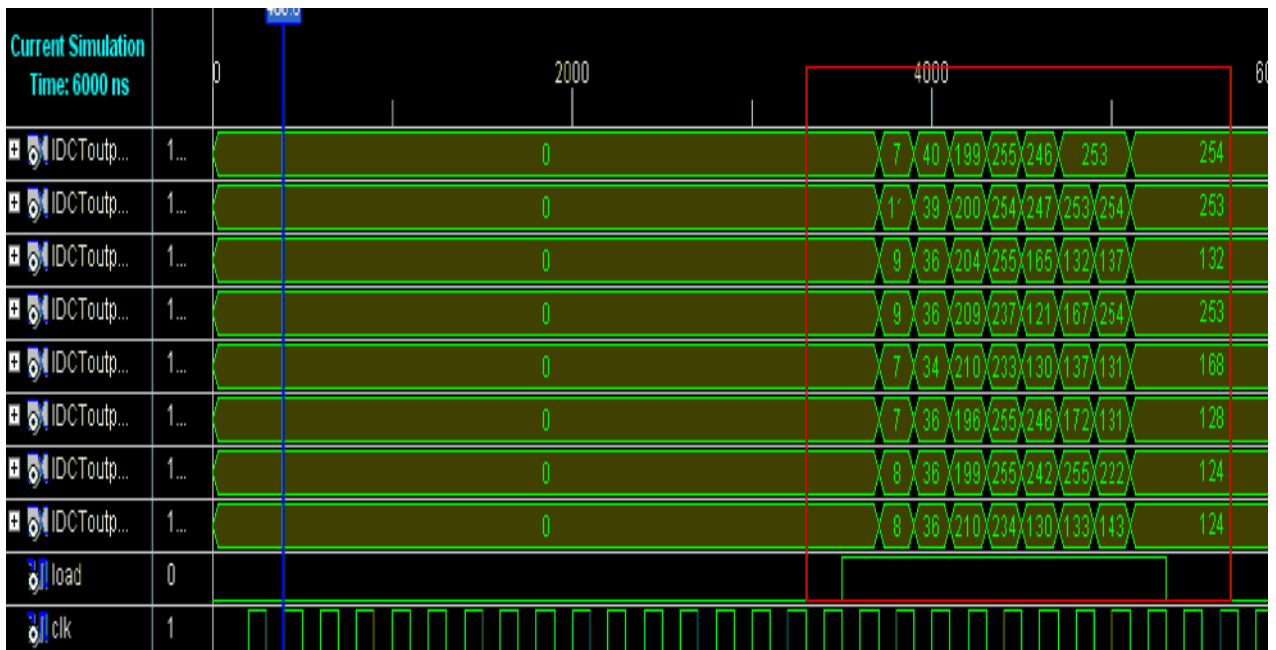 Current Simulation
Time: 6000 ns
0 2000 4000
IDCToutp... 1... 0 7 40 199 255 246 253 254
IDCToutp... 1... 0 11 39 200 254 247 253 254 253
IDCToutp... 1... 0 9 36 204 255 165 132 137 132
IDCToutp... 1... 0 9 36 209 237 121 167 254 253
IDCToutp... 1... 0 7 34 210 233 130 137 131 168
IDCToutp... 1... 0 7 36 196 255 246 172 131 128
IDCToutp... 1... 0 8 36 199 255 242 255 222 124
IDCToutp... 1... 0 8 36 210 234 130 133 143 124
load 0
clk 1